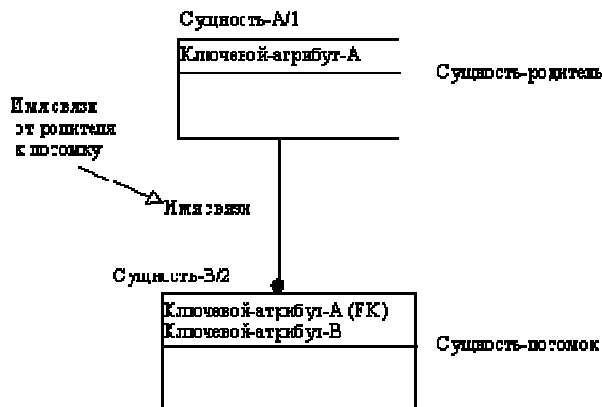 Сущность-А/1
Ключевой-атрибут-А
Сущность-родитель
Имя связи
от родителя
к потомку
Имя связи
Сущность-В/2
Ключевой-атрибут-А (FK)
Ключевой-атрибут-В
Сущность-потомок